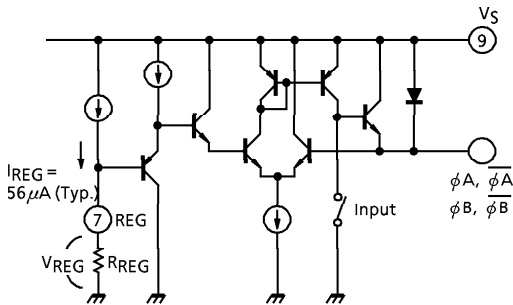 VS
9
IREG =
56μA (Typ.)
7 REG
VREG
RREG
Input
φA, φA̅
φB, φB̅